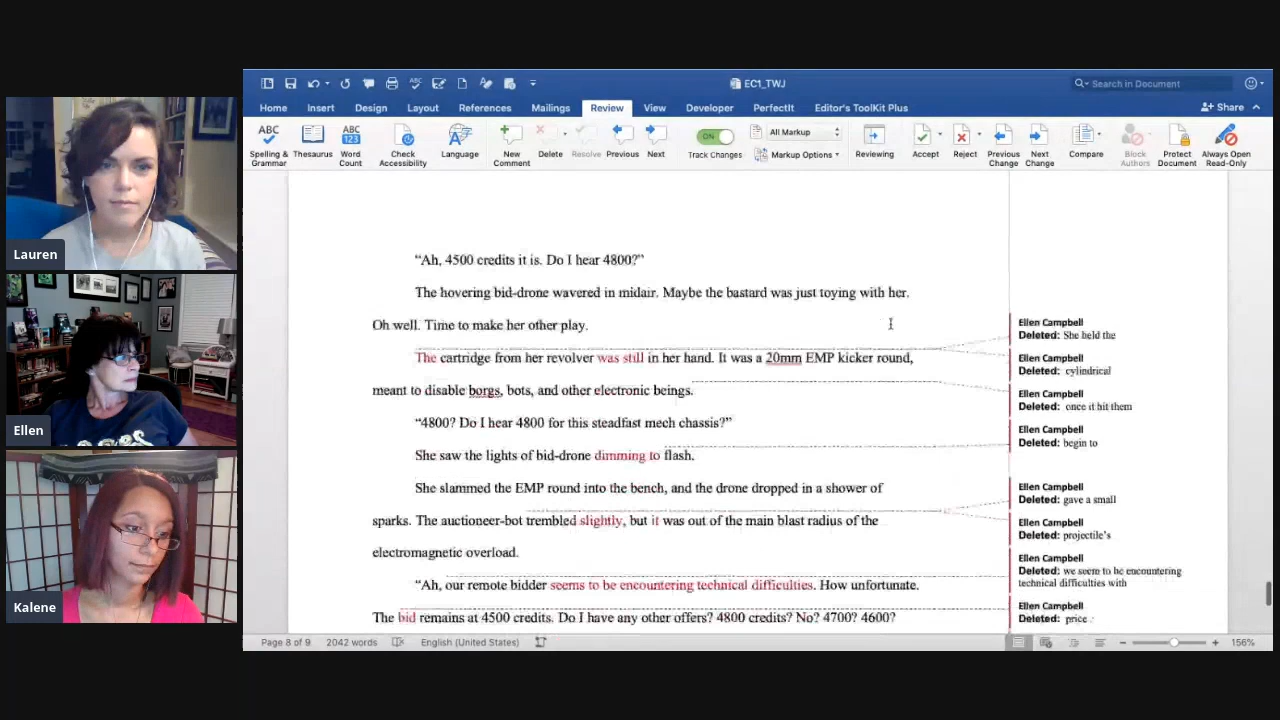 EC1_TWJ
Search in Document
Home Insert Design Layout References Mailings Review View Developer PerfectIt Editor's ToolKit Plus
Share
ABC
ABC
123
Spelling & Grammar
Thesaurus
Word Count
Check Accessibility
Language
New Comment
Delete
Resolve
Previous
Next
ON
Track Changes
All Markup
Markup Options
Reviewing
Accept
Reject
Previous Change
Next Change
Compare
Block Authors
Protect Document
Always Open Read-Only
Lauren
Ellen
Kalene
“Ah, 4500 credits it is. Do I hear 4800?”
The hovering bid-drone wavered in midair. Maybe the bastard was just toying with her.
Oh well. Time to make her other play.
The cartridge from her revolver was still in her hand. It was a 20mm EMP kicker round,
meant to disable borgs, bots, and other electronic beings.
“4800? Do I hear 4800 for this steadfast mech chassis?”
She saw the lights of bid-drone dimming to flash.
She slammed the EMP round into the bench, and the drone dropped in a shower of
sparks. The auctioneer-bot trembled slightly, but it was out of the main blast radius of the
electromagnetic overload.
“Ah, our remote bidder seems to be encountering technical difficulties. How unfortunate.
The bid remains at 4500 credits. Do I have any other offers? 4800 credits? No? 4700? 4600?
Ellen Campbell
Deleted: She held the
Ellen Campbell
Deleted: cylindrical
Ellen Campbell
Deleted: once it hit them
Ellen Campbell
Deleted: begin to
Ellen Campbell
Deleted: gave a small
Ellen Campbell
Deleted: projectile’s
Ellen Campbell
Deleted: we seem to be encountering
technical difficulties with
Ellen Campbell
Deleted: price
Page 8 of 9 2042 words English (United States) 156%